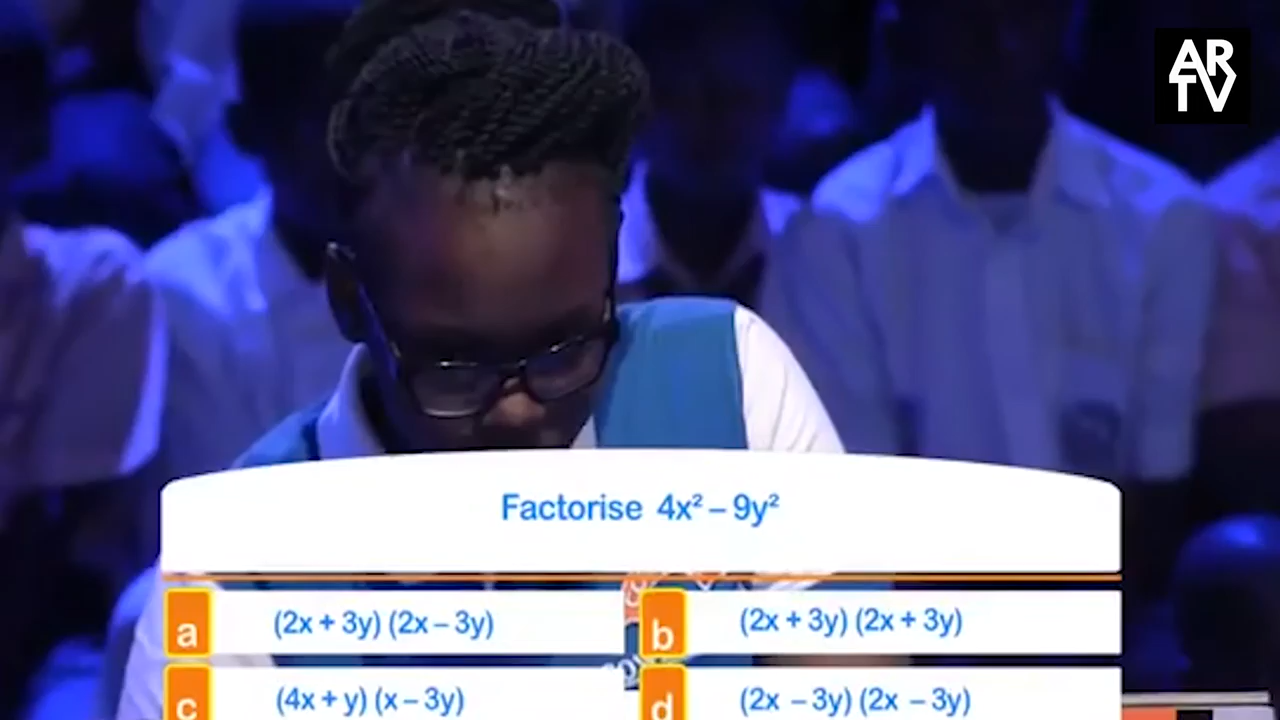 AR
TV
Factorise 4x² – 9y²
a (2x + 3y) (2x – 3y)
b (2x + 3y) (2x + 3y)
c (4x + y) (x – 3y)
d (2x – 3y) (2x – 3y)